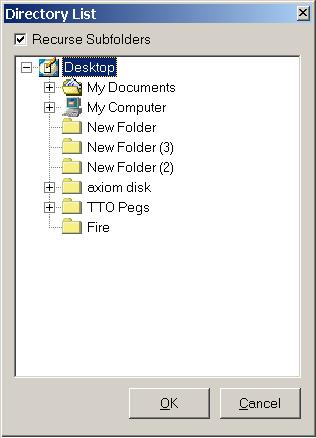 Directory List
Recurse Subfolders
Desktop
My Documents
My Computer
New Folder
New Folder (3)
New Folder (2)
axiom disk
TTO Pegs
Fire
OK
Cancel